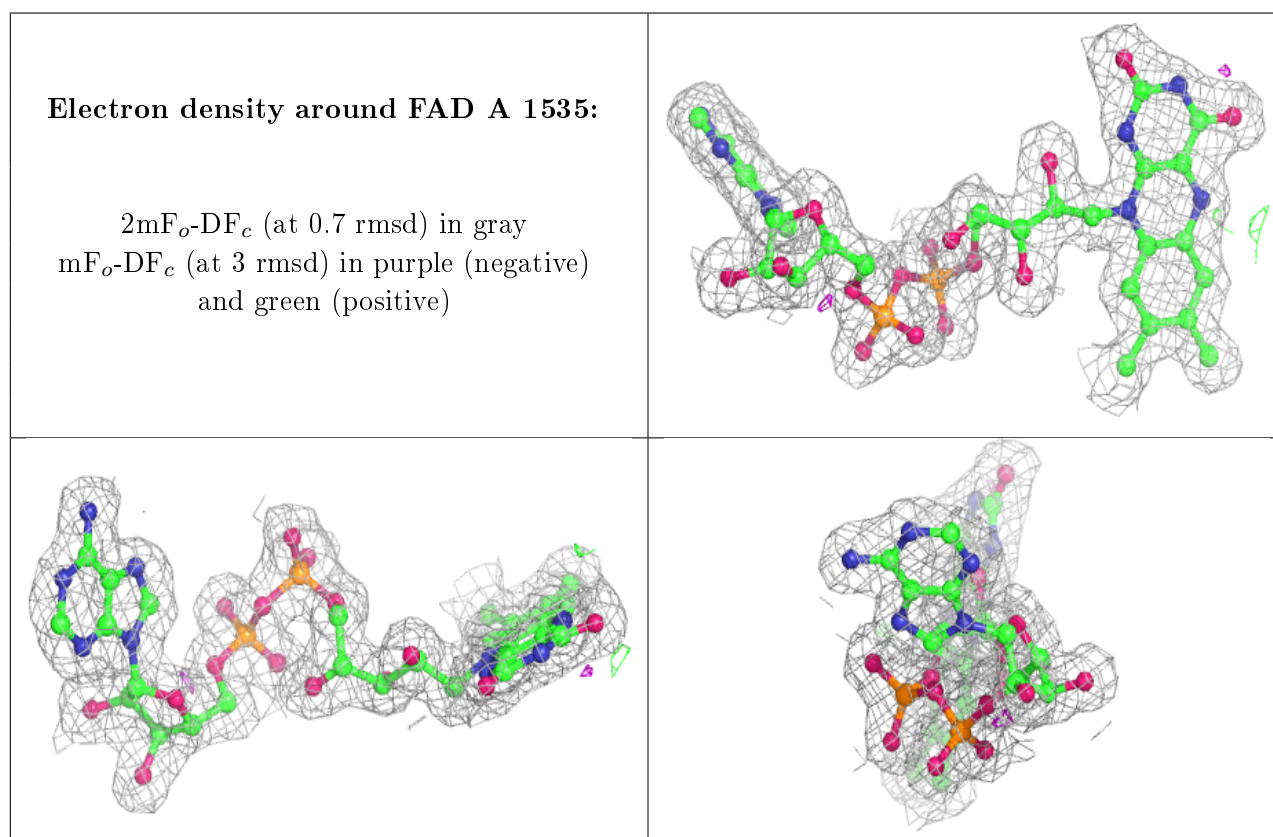 Electron density around FAD A 1535:
2mFₒ-DF𝒸 (at 0.7 rmsd) in gray
mFₒ-DF𝒸 (at 3 rmsd) in purple (negative)
and green (positive)